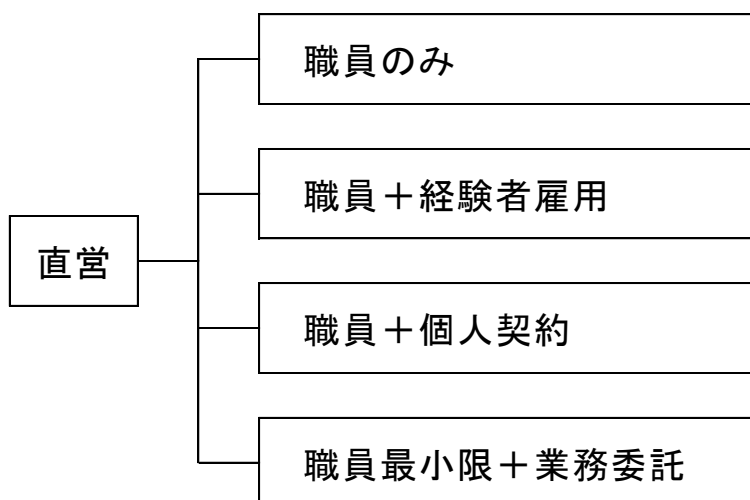 直営
職員のみ
職員＋経験者雇用
職員＋個人契約
職員最小限＋業務委託